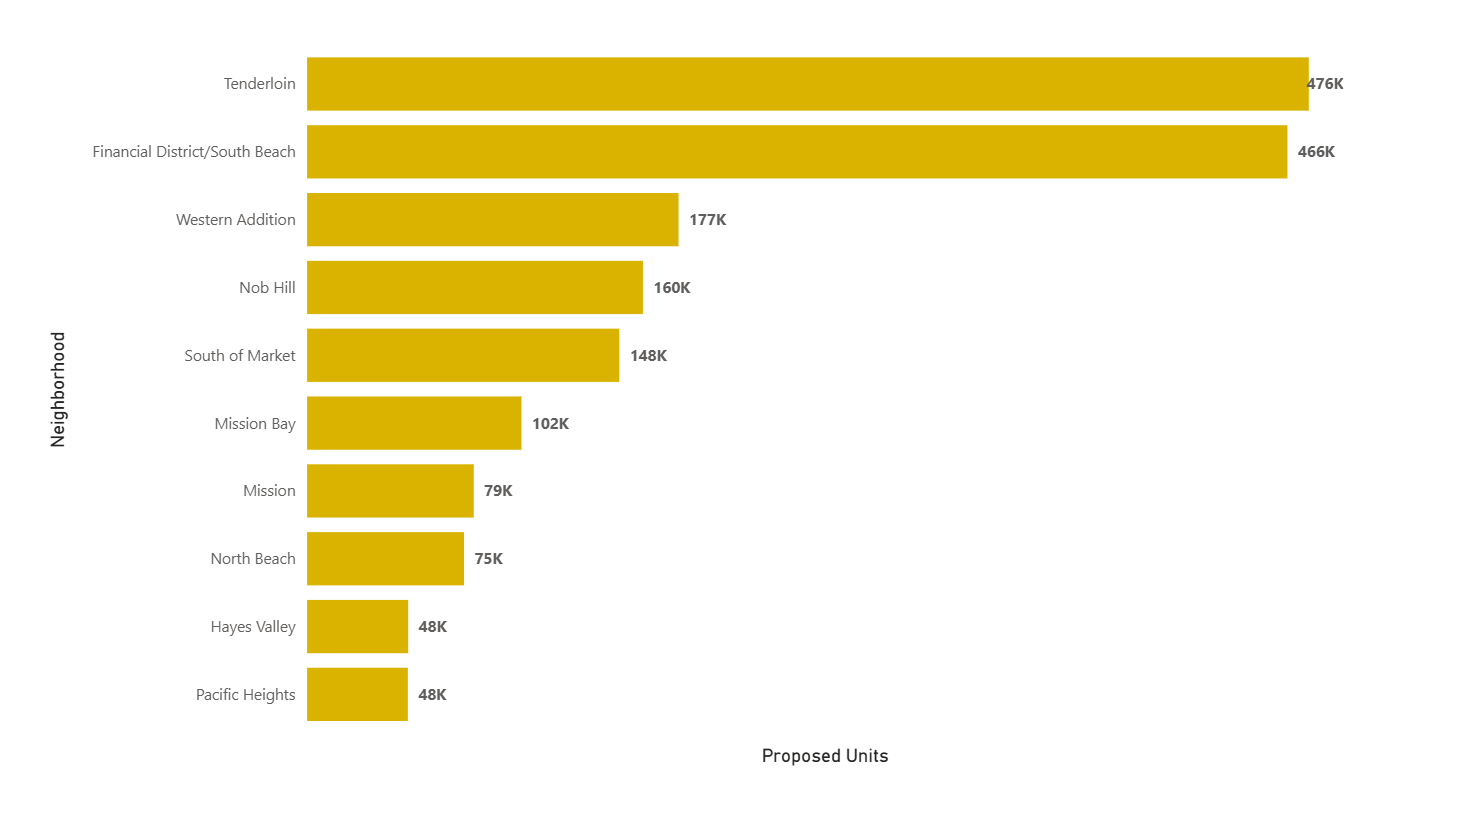 Tenderloin 476K
Financial District/South Beach 466K
Western Addition 177K
Nob Hill 160K
South of Market 148K
Mission Bay 102K
Mission 79K
North Beach 75K
Hayes Valley 48K
Pacific Heights 48K
Neighborhood
Proposed Units